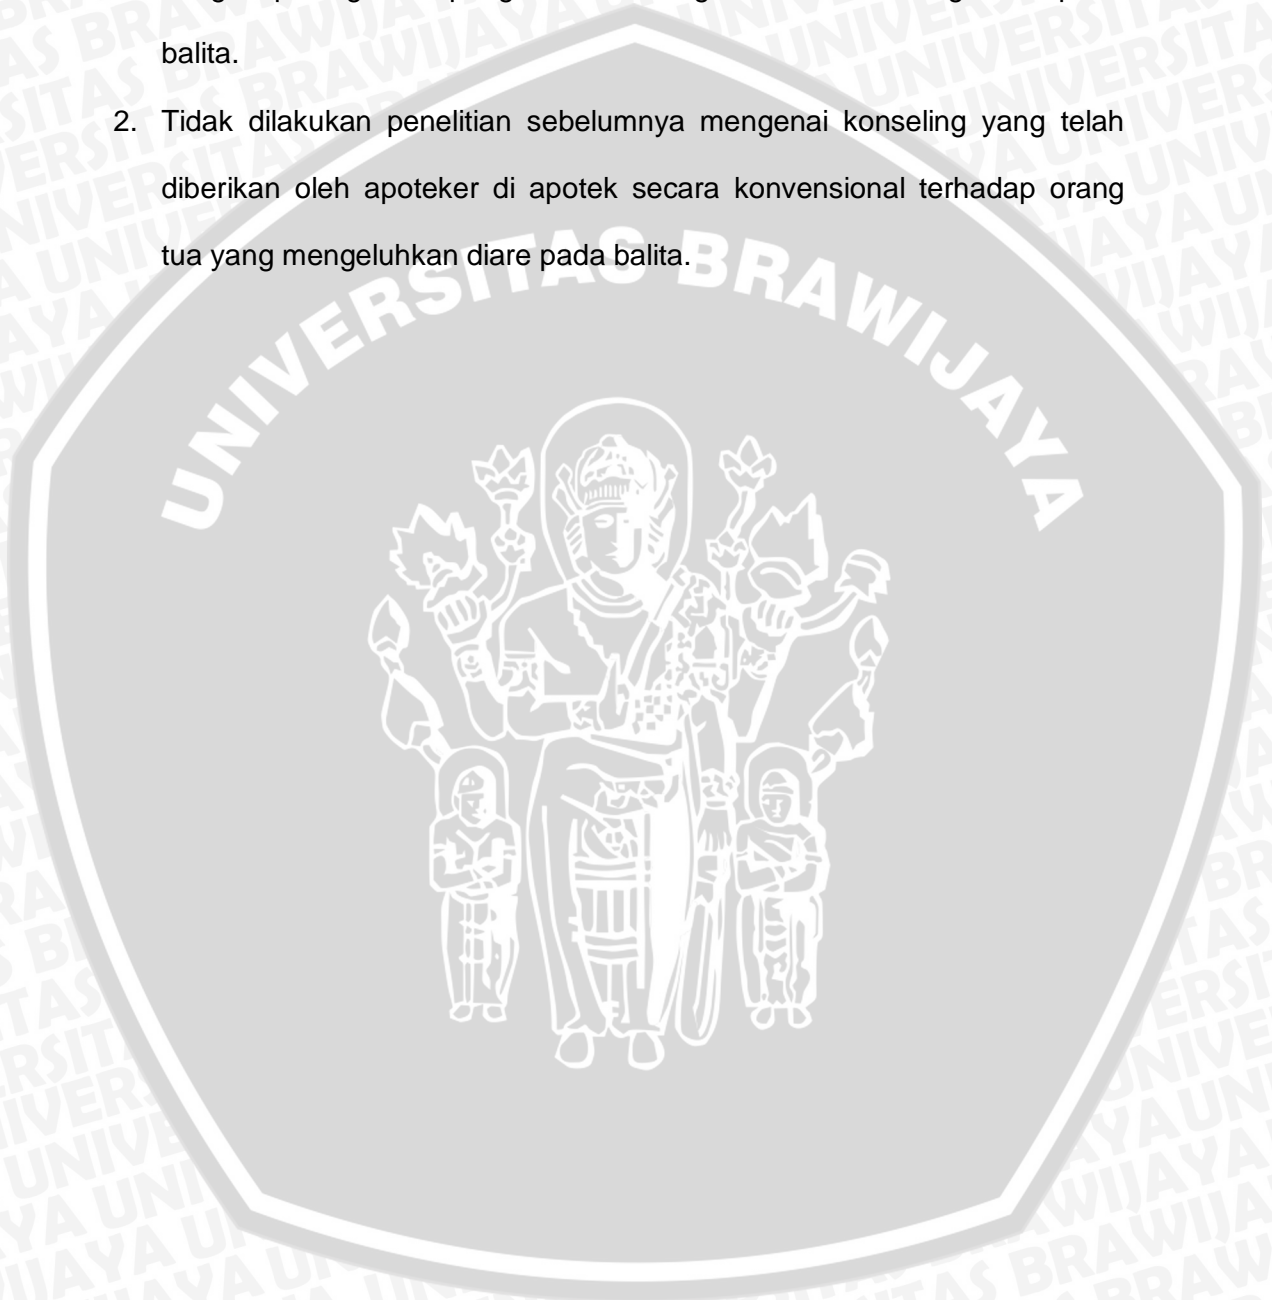 balita.
2. Tidak dilakukan penelitian sebelumnya mengenai konseling yang telah
diberikan oleh apoteker di apotek secara konvensional terhadap orang
tua yang mengeluhkan diare pada balita.
UNIVERSITAS BRAWIJAYA